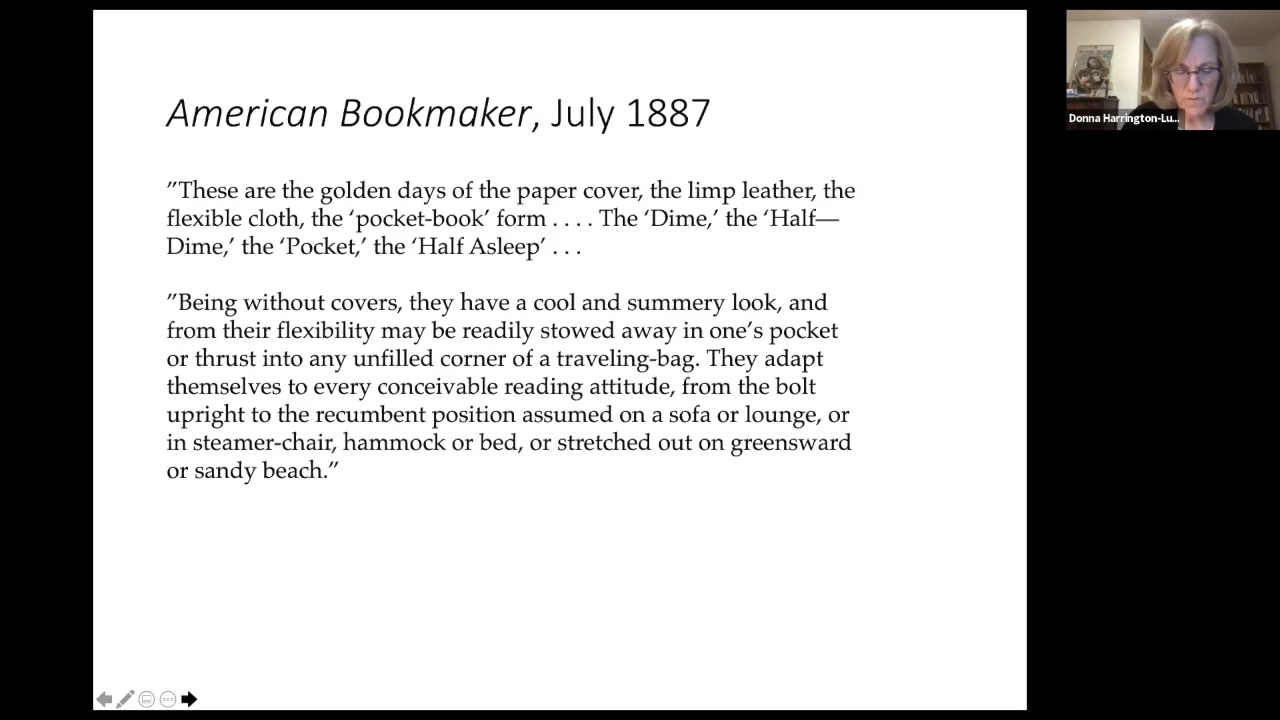 American Bookmaker, July 1887
”These are the golden days of the paper cover, the limp leather, the
flexible cloth, the ‘pocket-book’ form . . . . The ‘Dime,’ the ‘Half—
Dime,’ the ‘Pocket,’ the ‘Half Asleep’ . . .
”Being without covers, they have a cool and summery look, and
from their flexibility may be readily stowed away in one’s pocket
or thrust into any unfilled corner of a traveling-bag. They adapt
themselves to every conceivable reading attitude, from the bolt
upright to the recumbent position assumed on a sofa or lounge, or
in steamer-chair, hammock or bed, or stretched out on greensward
or sandy beach.”
Donna Harrington-Lu...